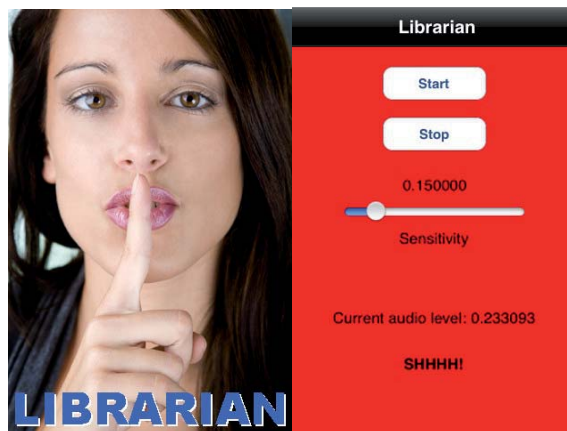 LIBRARIAN
Librarian
Start
Stop
0.150000
Sensitivity
Current audio level: 0.233093
SHHHH!